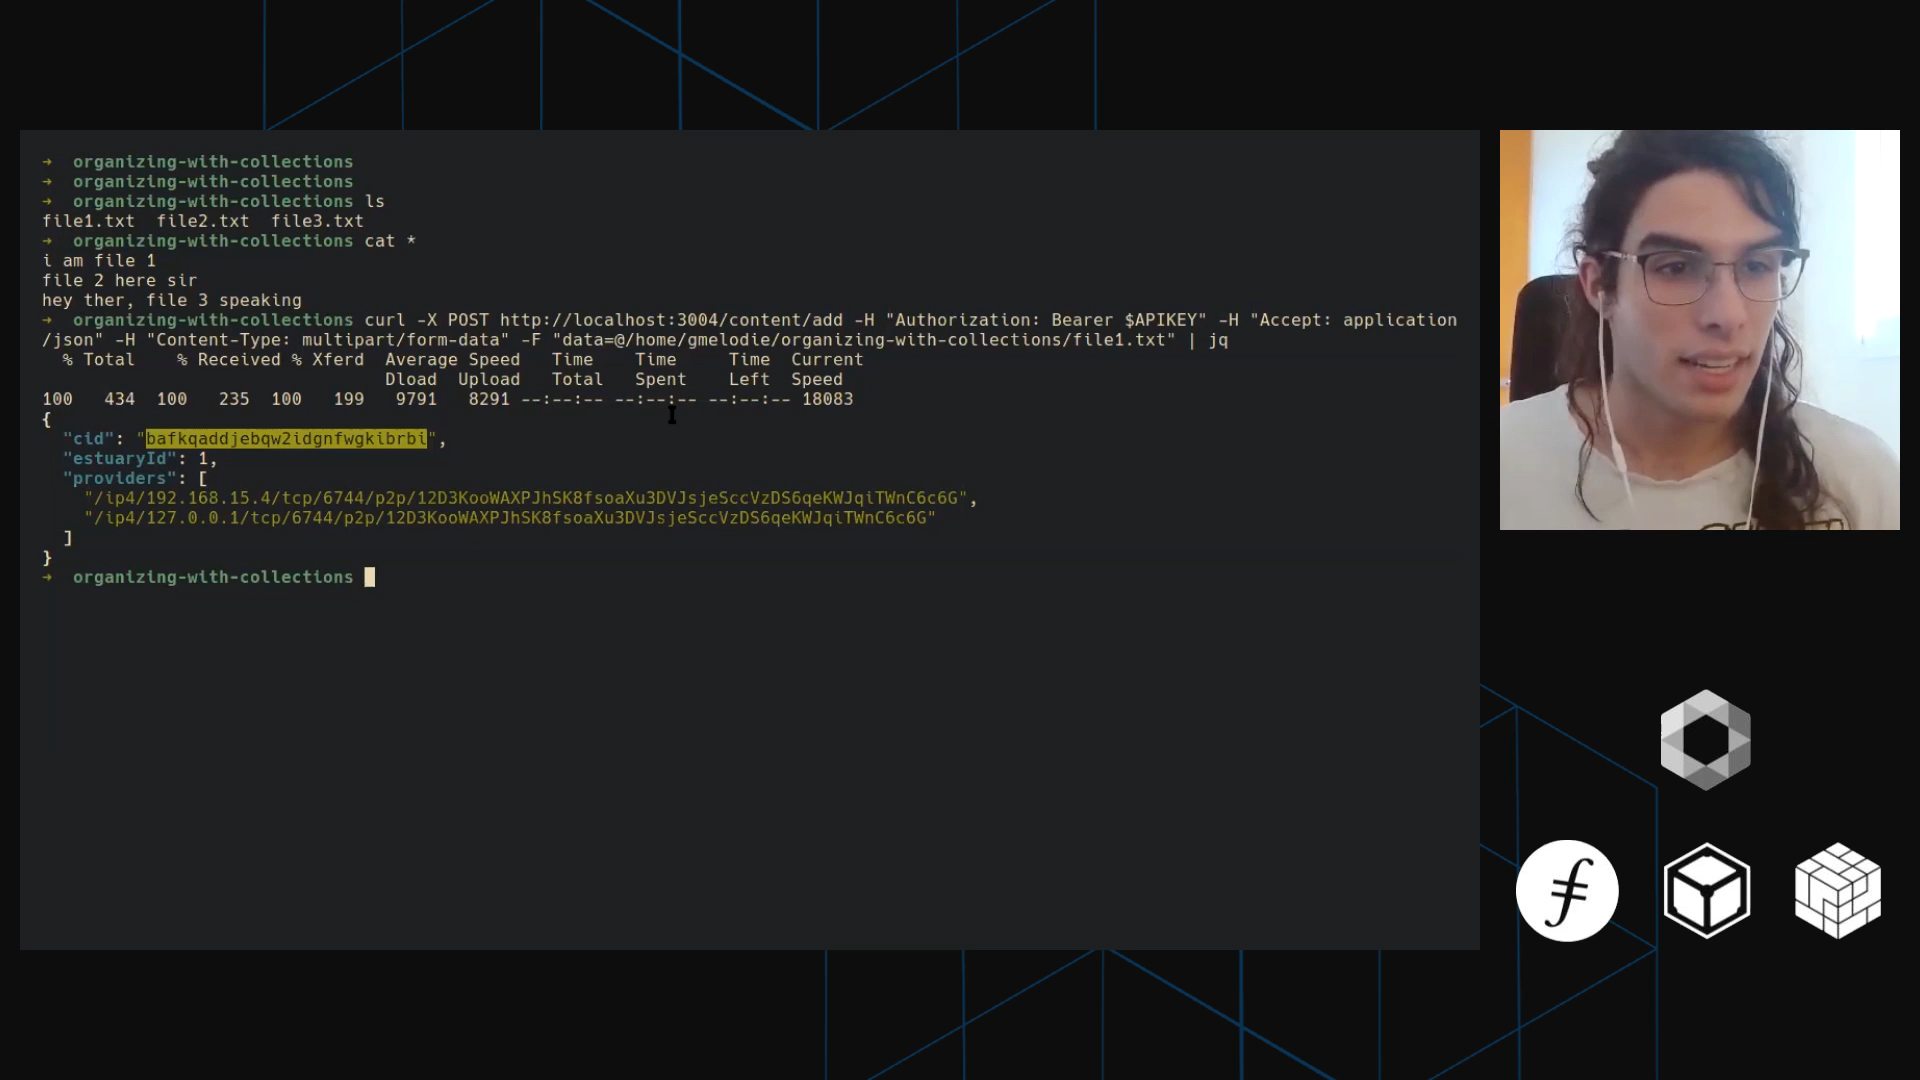 ➜ organizing-with-collections
➜ organizing-with-collections
➜ organizing-with-collections ls
file1.txt file2.txt file3.txt
➜ organizing-with-collections cat *
i am file 1
file 2 here sir
hey ther, file 3 speaking
➜ organizing-with-collections curl -X POST http://localhost:3004/content/add -H "Authorization: Bearer $APIKEY" -H "Accept: application
/json" -H "Content-Type: multipart/form-data" -F "data=@/home/gmelodie/organizing-with-collections/file1.txt" | jq
% Total % Received % Xferd Average Speed Time Time Time Current
Dload Upload Total Spent Left Speed
100 434 100 235 100 199 9791 8291 --:--:-- --:--:-- --:--:-- 18083
{
"cid": "bafkqaddjebqw2idgnfwgkibrbi",
"estuaryId": 1,
"providers": [
"/ip4/192.168.15.4/tcp/6744/p2p/12D3KooWAXPJhSK8fsoaXu3DVJsjeSccVzDS6qeKWJqiTWnC6c6G",
"/ip4/127.0.0.1/tcp/6744/p2p/12D3KooWAXPJhSK8fsoaXu3DVJsjeSccVzDS6qeKWJqiTWnC6c6G"
]
}
➜ organizing-with-collections